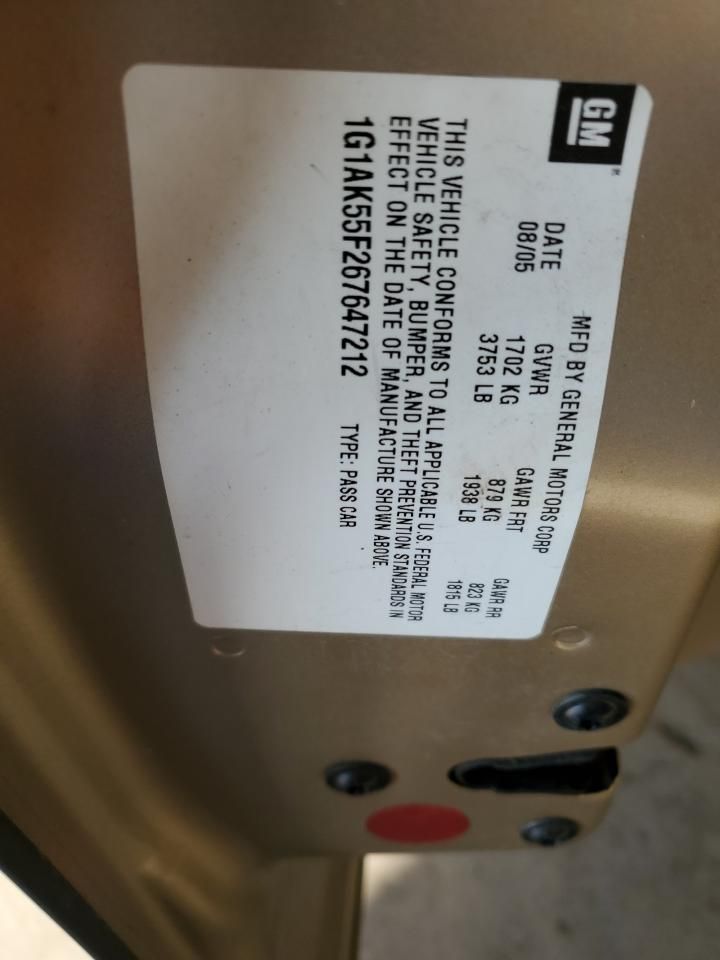 GM®
MFD BY GENERAL MOTORS CORP
DATE GVWR GAWR FRT GAWR RR
08/05 1702 KG 879 KG 823 KG
3753 LB 1938 LB 1815 LB
THIS VEHICLE CONFORMS TO ALL APPLICABLE U.S. FEDERAL MOTOR
VEHICLE SAFETY, BUMPER, AND THEFT PREVENTION STANDARDS IN
EFFECT ON THE DATE OF MANUFACTURE SHOWN ABOVE.
1G1AK55F267647212 TYPE: PASS CAR